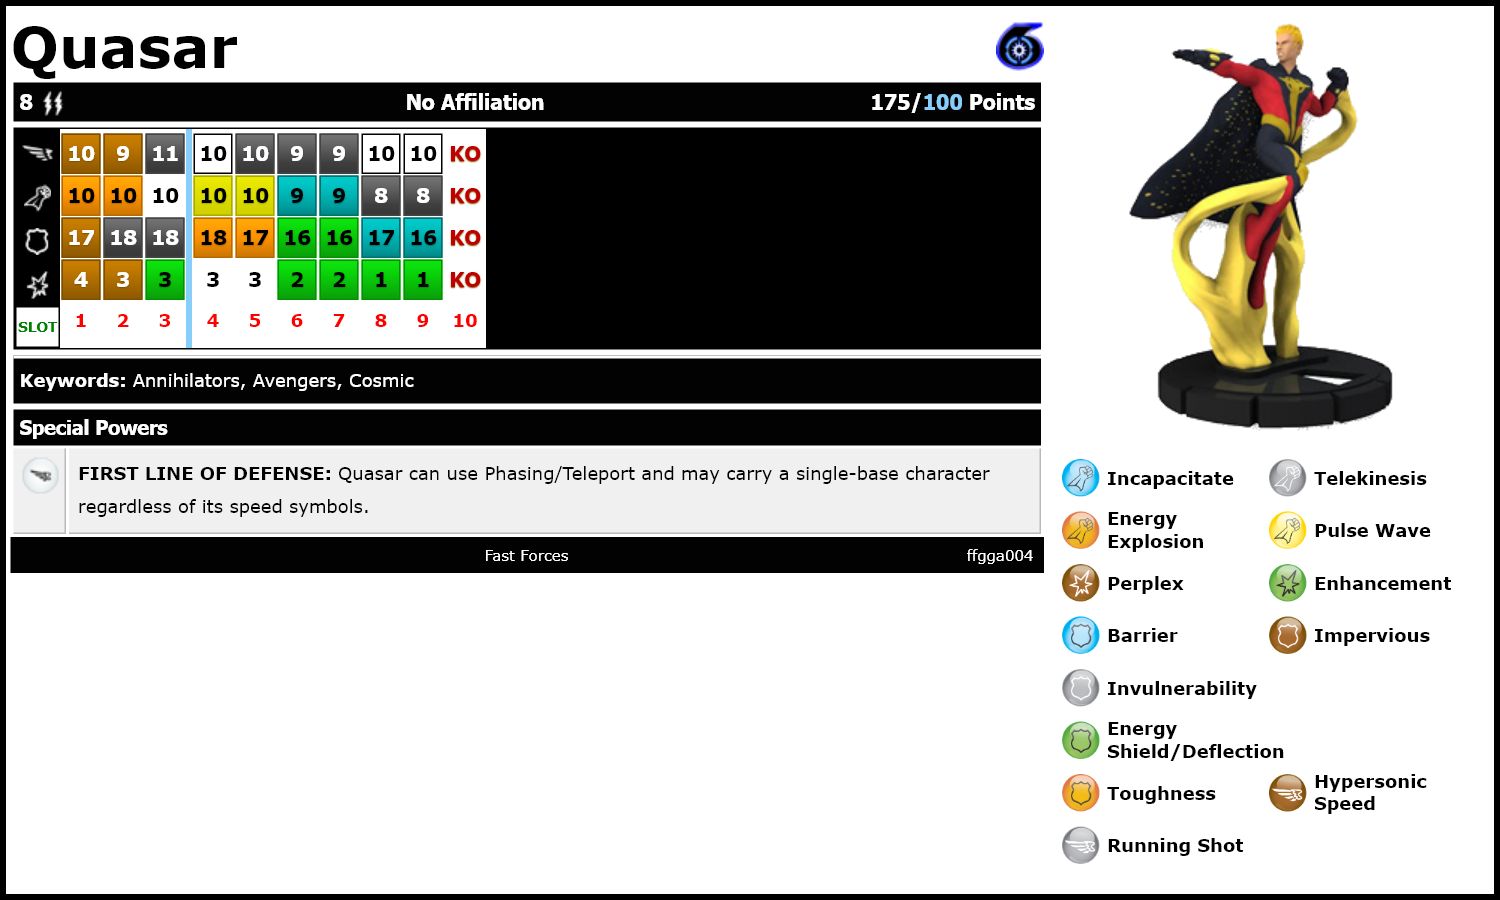 Quasar
8 No Affiliation 175/100 Points
10 9 11 10 10 9 9 10 10 KO
10 10 10 10 10 9 9 8 8 KO
17 18 18 18 17 16 16 17 16 KO
4 3 3 3 3 2 2 1 1 KO
SLOT 1 2 3 4 5 6 7 8 9 10
Keywords: Annihilators, Avengers, Cosmic
Special Powers
FIRST LINE OF DEFENSE: Quasar can use Phasing/Teleport and may carry a single-base character
regardless of its speed symbols.
Fast Forces ffgga004
Incapacitate Telekinesis
Energy
Explosion
Pulse Wave
Perplex Enhancement
Barrier Impervious
Invulnerability
Energy
Shield/Deflection
Toughness
Hypersonic
Speed
Running Shot